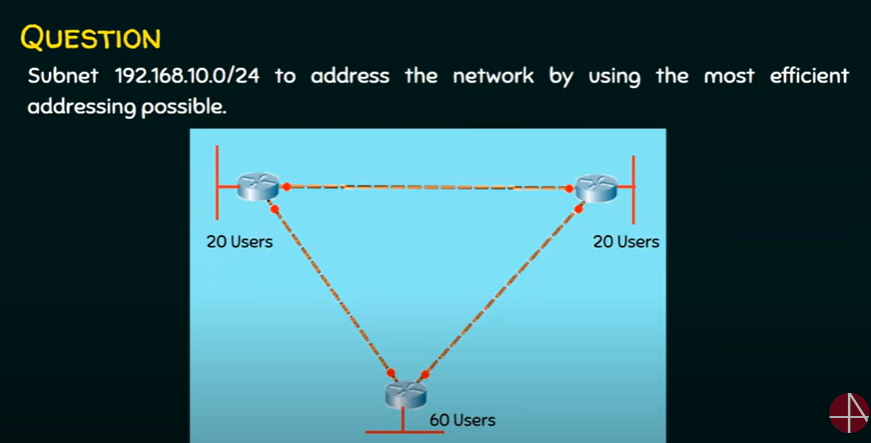 QUESTION
Subnet 192.168.10.0/24 to address the network by using the most efficient
addressing possible.
20 Users
20 Users
60 Users